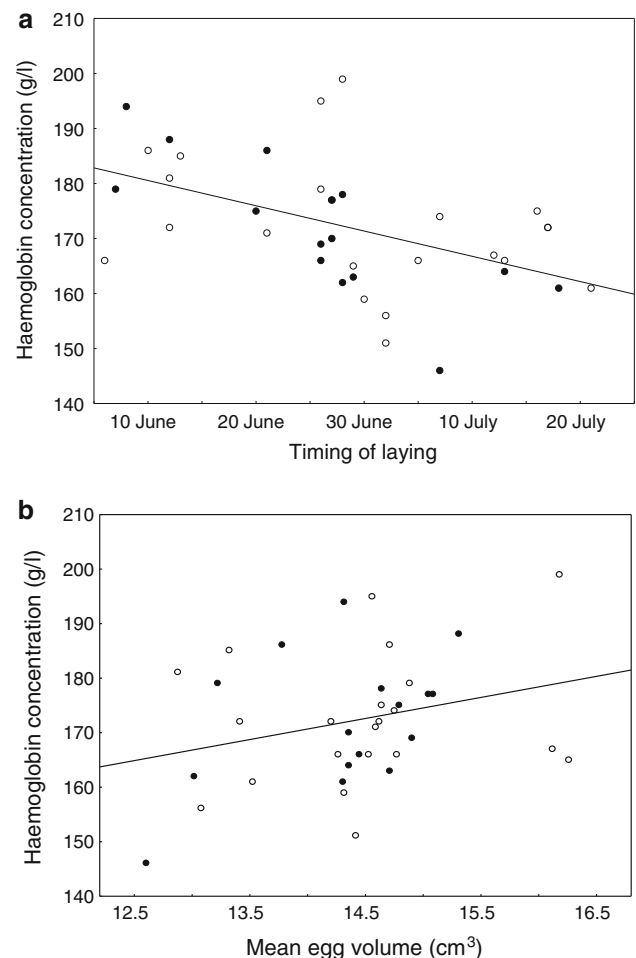 a
210
200
190
180
170
160
150
140
Haemoglobin concentration (g/l)
10 June 20 June 30 June 10 July 20 July
Timing of laying
b
210
200
190
180
170
160
150
140
Haemoglobin concentration (g/l)
12.5 13.5 14.5 15.5 16.5
Mean egg volume (cm³)